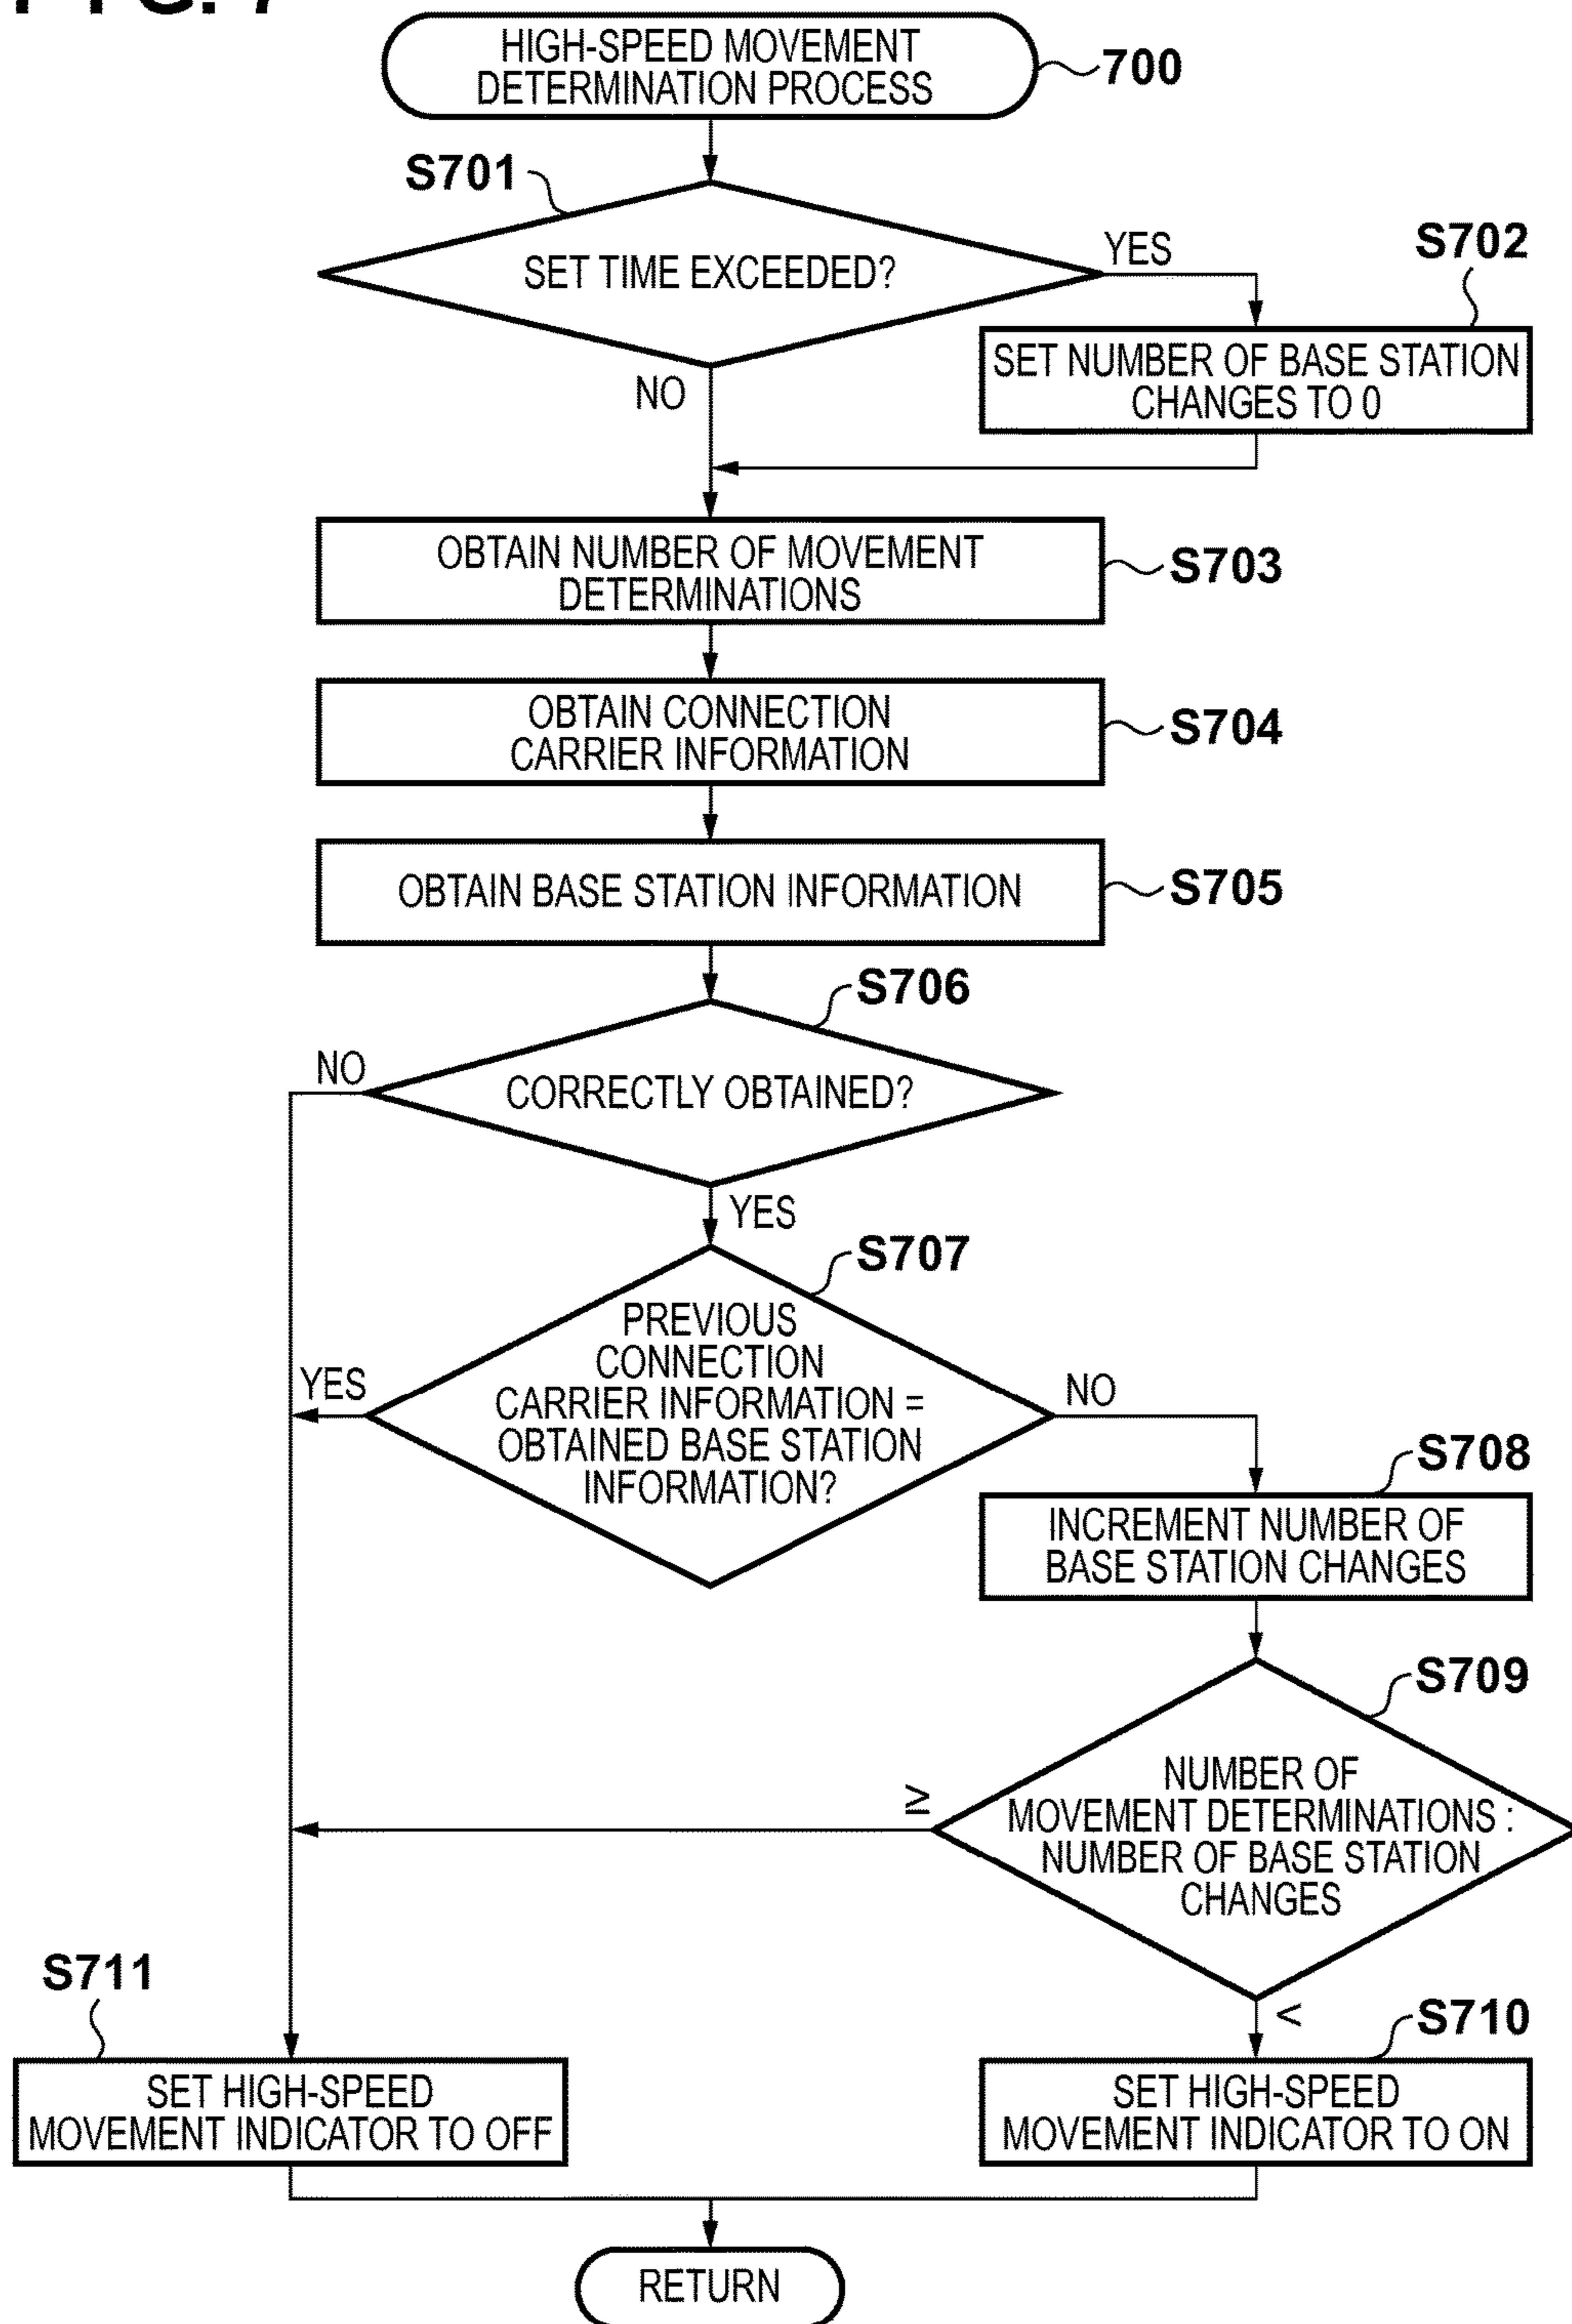 HIGH-SPEED MOVEMENT
DETERMINATION PROCESS
700
S701
SET TIME EXCEEDED?
YES
S702
SET NUMBER OF BASE STATION
CHANGES TO 0
NO
OBTAIN NUMBER OF MOVEMENT
DETERMINATIONS
S703
OBTAIN CONNECTION
CARRIER INFORMATION
S704
OBTAIN BASE STATION INFORMATION
S705
S706
NO
CORRECTLY OBTAINED?
YES
S707
PREVIOUS
CONNECTION
CARRIER INFORMATION =
OBTAINED BASE STATION
INFORMATION?
YES
NO
S708
INCREMENT NUMBER OF
BASE STATION CHANGES
S709
NUMBER OF
MOVEMENT DETERMINATIONS :
NUMBER OF BASE STATION
CHANGES
≥
<
S711
SET HIGH-SPEED
MOVEMENT INDICATOR TO OFF
S710
SET HIGH-SPEED
MOVEMENT INDICATOR TO ON
RETURN